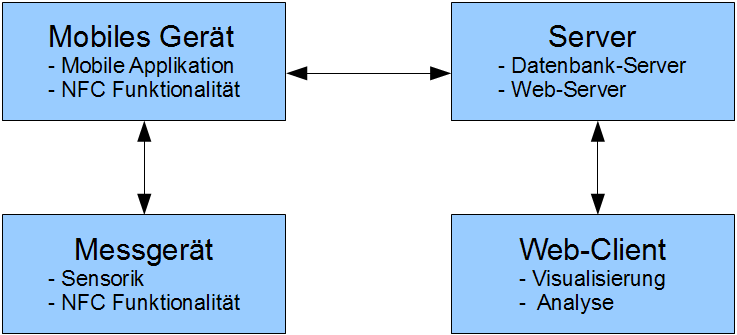 Mobiles Gerät
- Mobile Applikation
- NFC Funktionalität
Server
- Datenbank-Server
- Web-Server
Messgerät
- Sensorik
- NFC Funktionalität
Web-Client
- Visualisierung
- Analyse